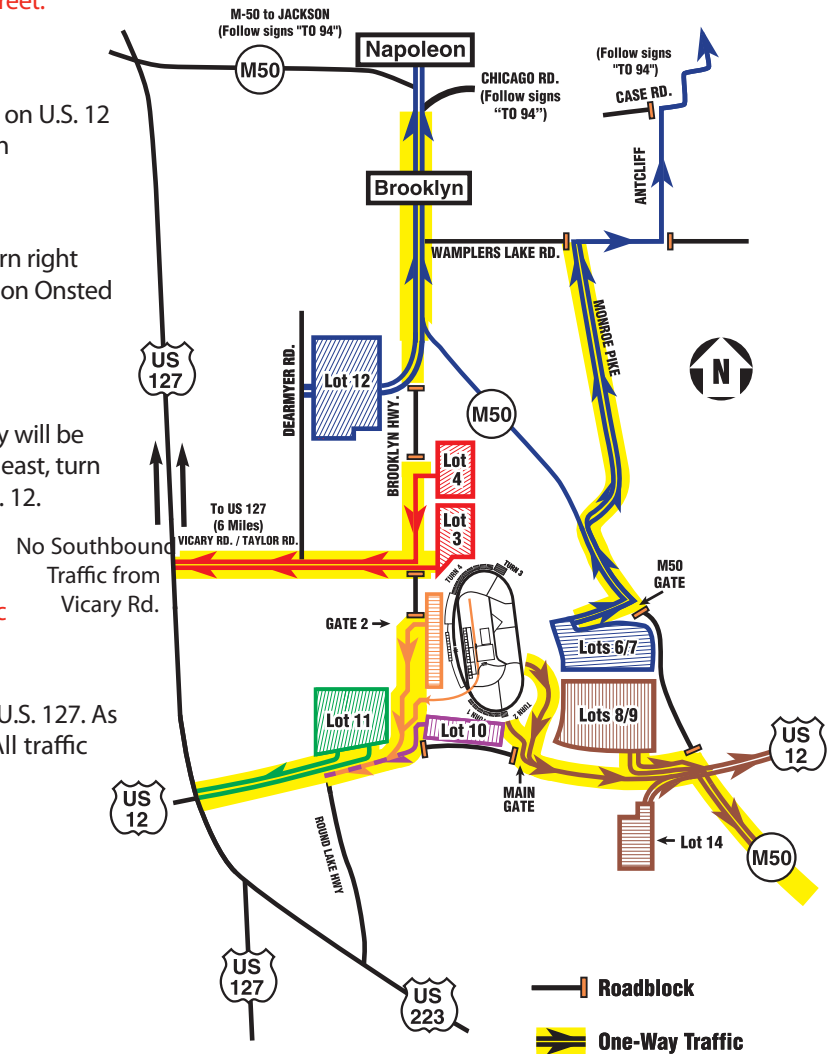 reet.
on U.S. 12
n
rn right
on Onsted
y will be
east, turn
. 12.
c
U.S. 127. As
All traffic
M-50 to JACKSON
(Follow signs "TO 94")
M50
Napoleon
CHICAGO RD.
(Follow signs
“TO 94”)
(Follow signs
"TO 94")
CASE RD.
ANTCLIFF
Brooklyn
WAMPLERS LAKE RD.
MONROE PIKE
N
US
127
DEARMYER RD.
Lot 12
BROOKLYN HWY.
M50
Lot
4
Lot
3
To US 127
(6 Miles)
VICARY RD. / TAYLOR RD.
No Southbound
Traffic from
Vicary Rd.
TURN 4
TURN 3
M50
GATE
GATE 2
Lots 6/7
Lots 8/9
TURN 2
TURN 1
Lot 11
Lot 10
US
12
MAIN
GATE
US
12
Lot 14
M50
ROUND LAKE HWY
US
127
US
223
Roadblock
One-Way Traffic